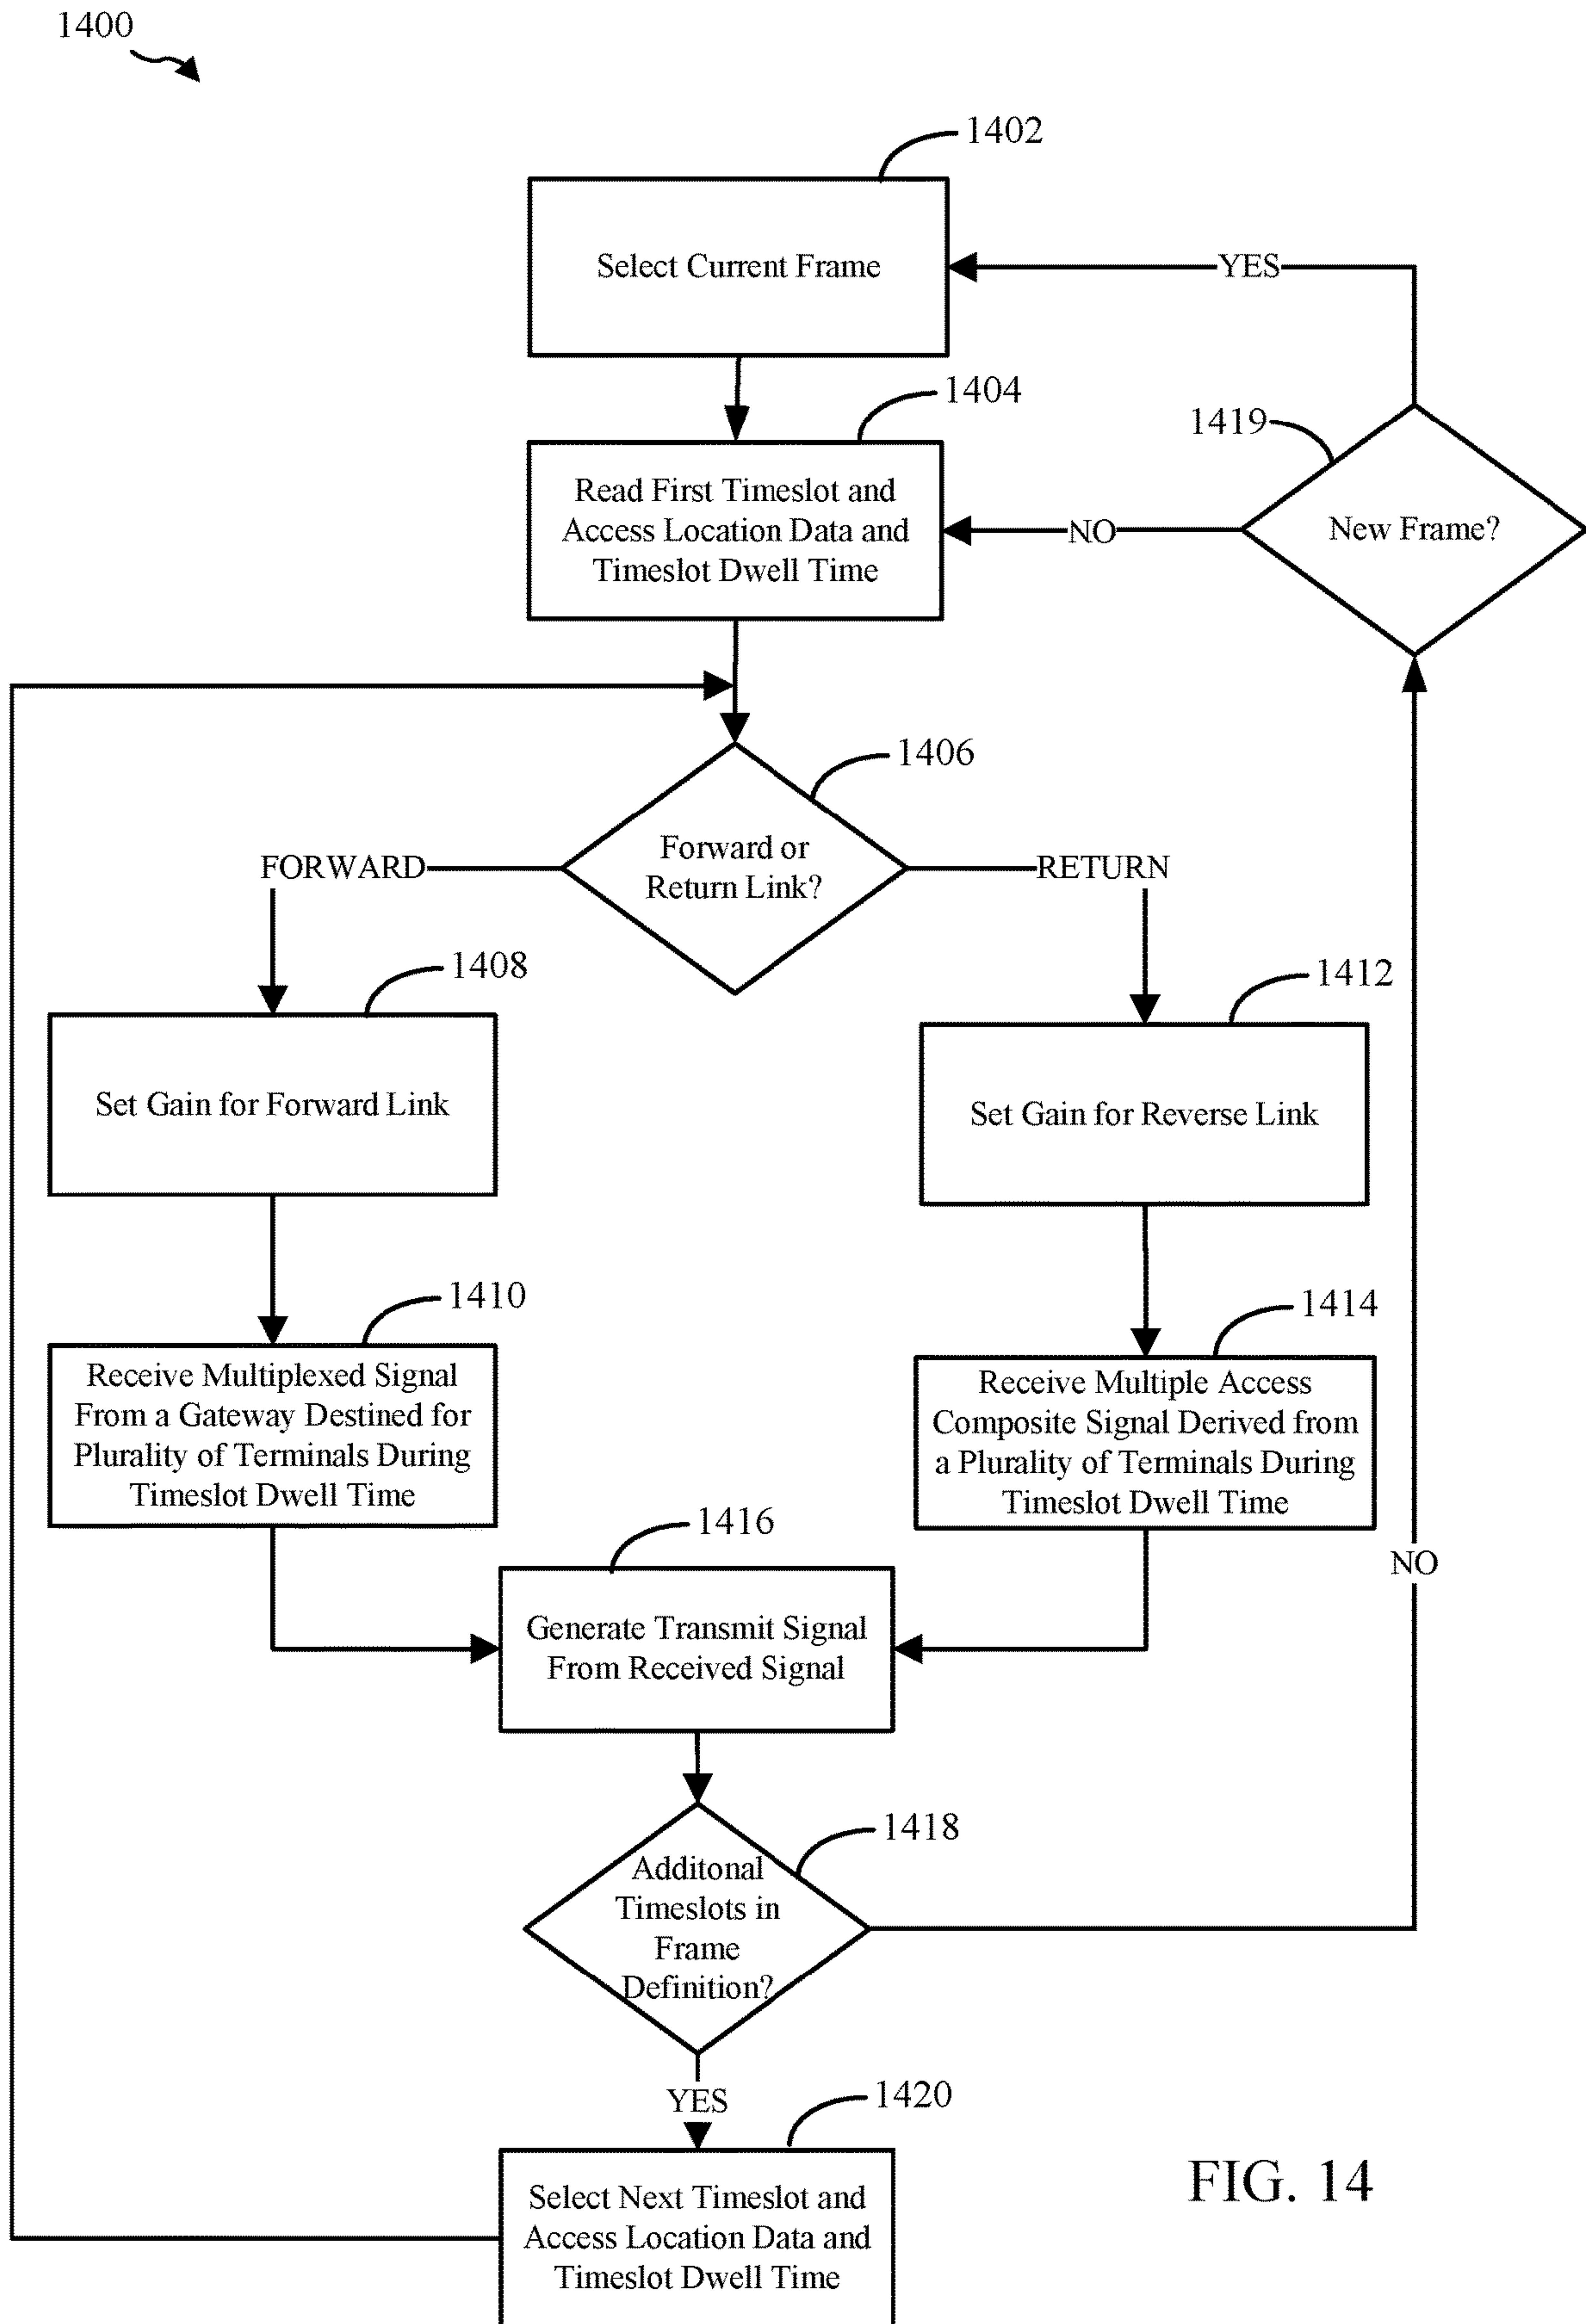 1400
1402
Select Current Frame
YES
1404
1419
Read First Timeslot and
Access Location Data and
Timeslot Dwell Time
NO
New Frame?
1406
Forward or
Return Link?
FORWARD
RETURN
1408
1412
Set Gain for Forward Link
Set Gain for Reverse Link
1410
1414
Receive Multiplexed Signal
From a Gateway Destined for
Plurality of Terminals During
Timeslot Dwell Time
Receive Multiple Access
Composite Signal Derived from
a Plurality of Terminals During
Timeslot Dwell Time
1416
NO
Generate Transmit Signal
From Received Signal
1418
Additonal
Timeslots in
Frame
Definition?
YES
1420
Select Next Timeslot and
Access Location Data and
Timeslot Dwell Time
FIG. 14